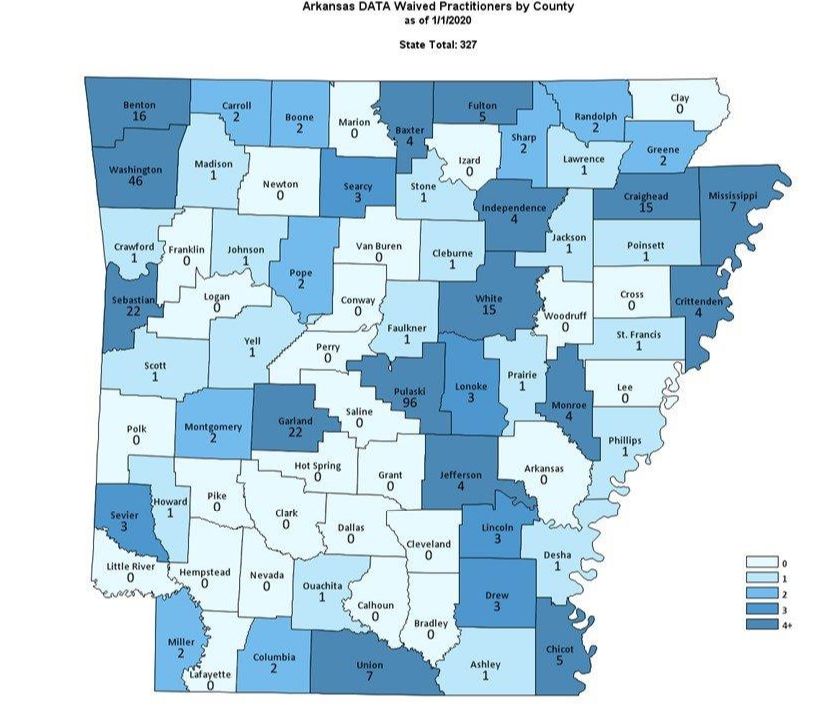 Arkansas DATA Waived Practitioners by County
as of 1/1/2020
State Total: 327
Benton
16
Carroll
2
Boone
2
Marion
0
Baxter
4
Fulton
5
Randolph
2
Clay
0
Sharp
2
Greene
2
Washington
46
Madison
1
Newton
0
Searcy
3
Stone
1
Izard
0
Lawrence
1
Independence
4
Craighead
15
Mississippi
7
Crawford
1
Franklin
0
Johnson
1
Pope
2
Van Buren
0
Cleburne
1
Jackson
1
Poinsett
1
Sebastian
22
Logan
0
Conway
0
Faulkner
1
White
15
Woodruff
0
Cross
0
Crittenden
4
St. Francis
1
Scott
1
Yell
1
Perry
0
Pulaski
96
Lonoke
3
Prairie
1
Monroe
4
Lee
0
Polk
0
Montgomery
2
Garland
22
Saline
0
Phillips
1
Hot Spring
0
Grant
0
Jefferson
4
Arkansas
0
Sevier
3
Howard
1
Pike
0
Clark
0
Dallas
0
Cleveland
0
Lincoln
3
Desha
1
Little River
0
Hempstead
0
Nevada
0
Ouachita
1
Calhoun
0
Bradley
0
Drew
3
Miller
2
Lafayette
0
Columbia
2
Union
7
Ashley
1
Chicot
5
0
1
2
3
4+